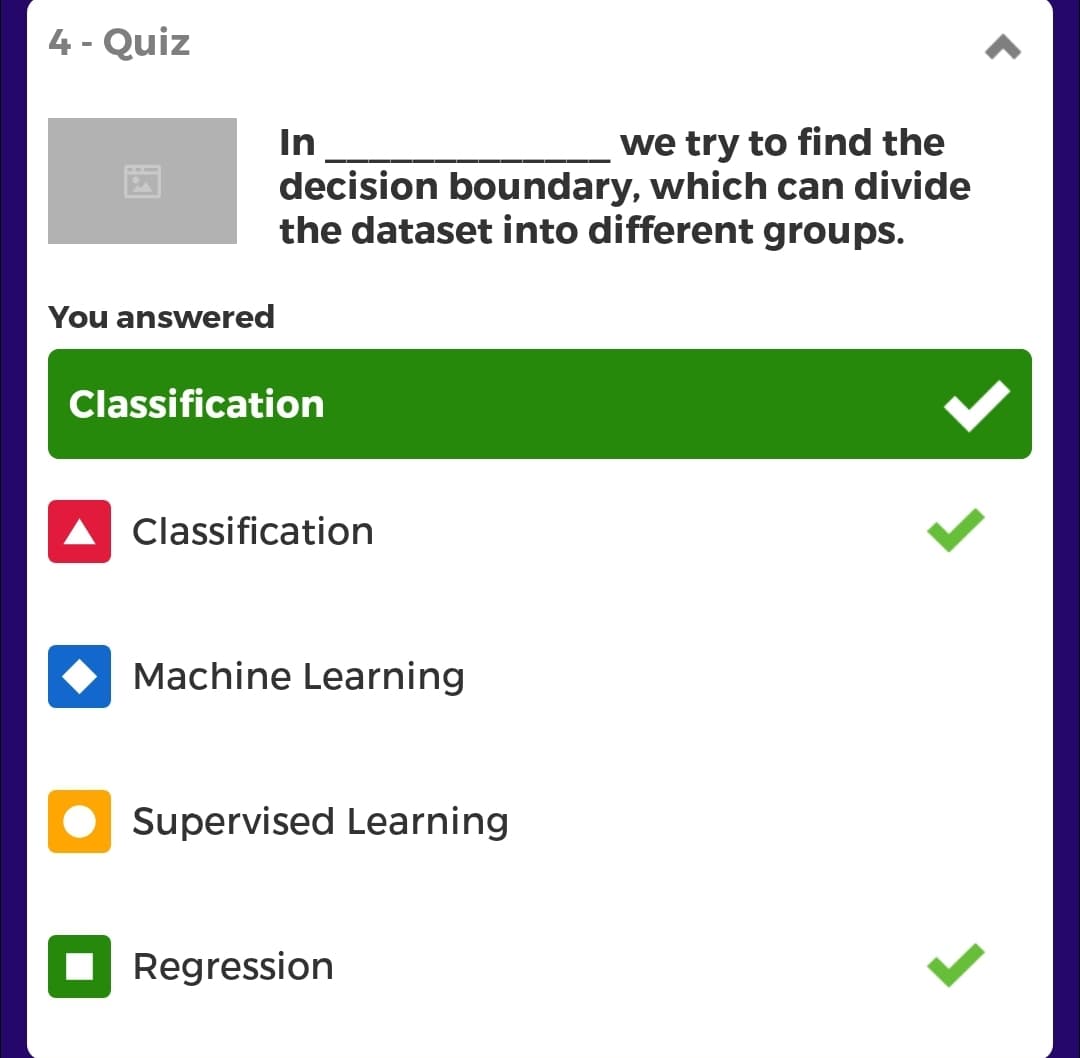 4 - Quiz
In _____________ we try to find the
decision boundary, which can divide
the dataset into different groups.
You answered
Classification
Classification
Machine Learning
Supervised Learning
Regression